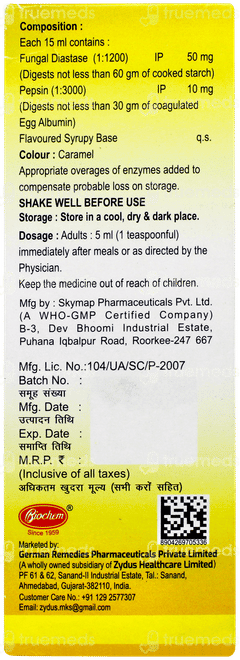 truemeds
Composition :
Each 15 ml contains :
Fungal Diastase (1:1200) IP 50 mg
(Digests not less than 60 gm of cooked starch)
Pepsin (1:3000) IP 10 mg
(Digests not less than 30 gm of coagulated
Egg Albumin)
Flavoured Syrupy Base q.s.
Colour : Caramel
Appropriate overages of enzymes added to
compensate probable loss on storage.
SHAKE WELL BEFORE USE
Storage : Store in a cool, dry & dark place.
Dosage : Adults : 5 ml (1 teaspoonful)
immediately after meals or as directed by the
Physician.
Keep the medicine out of reach of children.
Mfg by : Skymap Pharmaceuticals Pvt. Ltd.
(A WHO-GMP Certified Company)
B-3, Dev Bhoomi Industrial Estate,
Puhana Iqbalpur Road, Roorkee-247 667
Mfg. Lic. No.:104/UA/SC/P-2007
Batch No. :
समूह संख्या
Mfg. Date :
उत्पादन तिथि
Exp. Date :
समाप्ति तिथि
M.R.P. ₹ :
(Inclusive of all taxes)
अधिकतम खुदरा मूल्य (सभी करों सहित)
Biochem
Since 1959
8904269705336
Marketed by:
German Remedies Pharmaceuticals Private Limited
(A wholly owned subsidiary of Zydus Healthcare Limited)
PF 61 & 62, Sanand-II Industrial Estate, Tal.: Sanand,
Ahmedabad, Gujarat-382110, India.
Customer Care No.: +91 129 2577307
Email: zydus.mks@gmail.com
truemeds